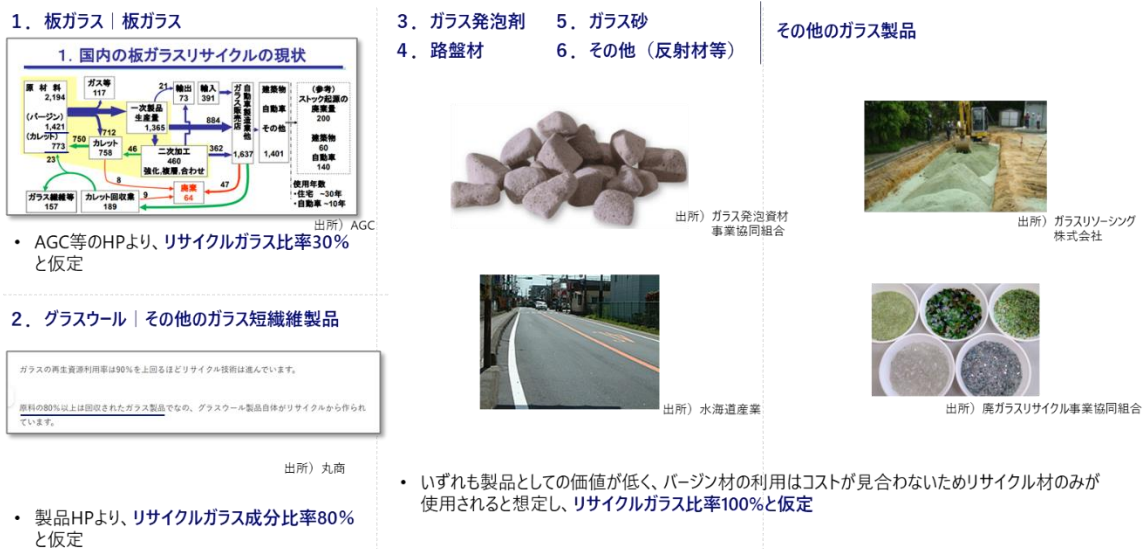 1．板ガラス｜板ガラス
1. 国内の板ガラスリサイクルの現状
原 材 料
2,194
(バージン)
1,421
(カレット)
773
ガス等
117
21
輸出
73
輸入
391
自動車製造業他
ガラス販売店
1,637
建築物
自動車
その他
1,401
(参考)
ストック起源の
廃棄量
200
建築物
60
自動車
140
一次製品
生産量
1,365
884
712
750
カレット
758
46
二次加工
460
強化,複層,合わせ
362
23
8
廃棄
64
47
9
ガラス繊維等
157
カレット回収業
189
使用年数
・住宅 ~30年
・自動車 ~10年
出所）AGC
• AGC等のHPより、リサイクルガラス比率30%
と仮定
2．グラスウール｜その他のガラス短繊維製品
ガラスの再生資源利用率は90%を上回るほどリサイクル技術は進んでいます。
原料の80%以上は回収されたガラス製品でなの、グラスウール製品自体がリサイクルから作られ
ています。
出所）丸商
• 製品HPより、リサイクルガラス成分比率80%
と仮定
3．ガラス発泡剤
5．ガラス砂
4．路盤材
6．その他（反射材等）
出所）ガラス発泡資材
事業協同組合
出所）水海道産業
その他のガラス製品
出所）ガラスリソーシング
株式会社
出所）廃ガラスリサイクル事業協同組合
• いずれも製品としての価値が低く、バージン材の利用はコストが見合わないためリサイクル材のみが
使用されると想定し、リサイクルガラス比率100%と仮定